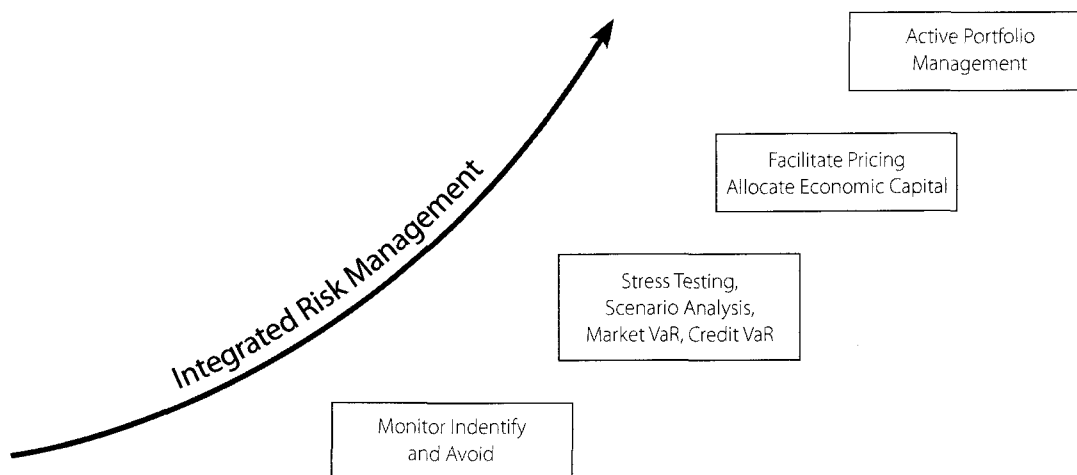 Active Portfolio
Management
Facilitate Pricing
Allocate Economic Capital
Integrated Risk Management
Stress Testing,
Scenario Analysis,
Market VaR, Credit VaR
Monitor Indentify
and Avoid